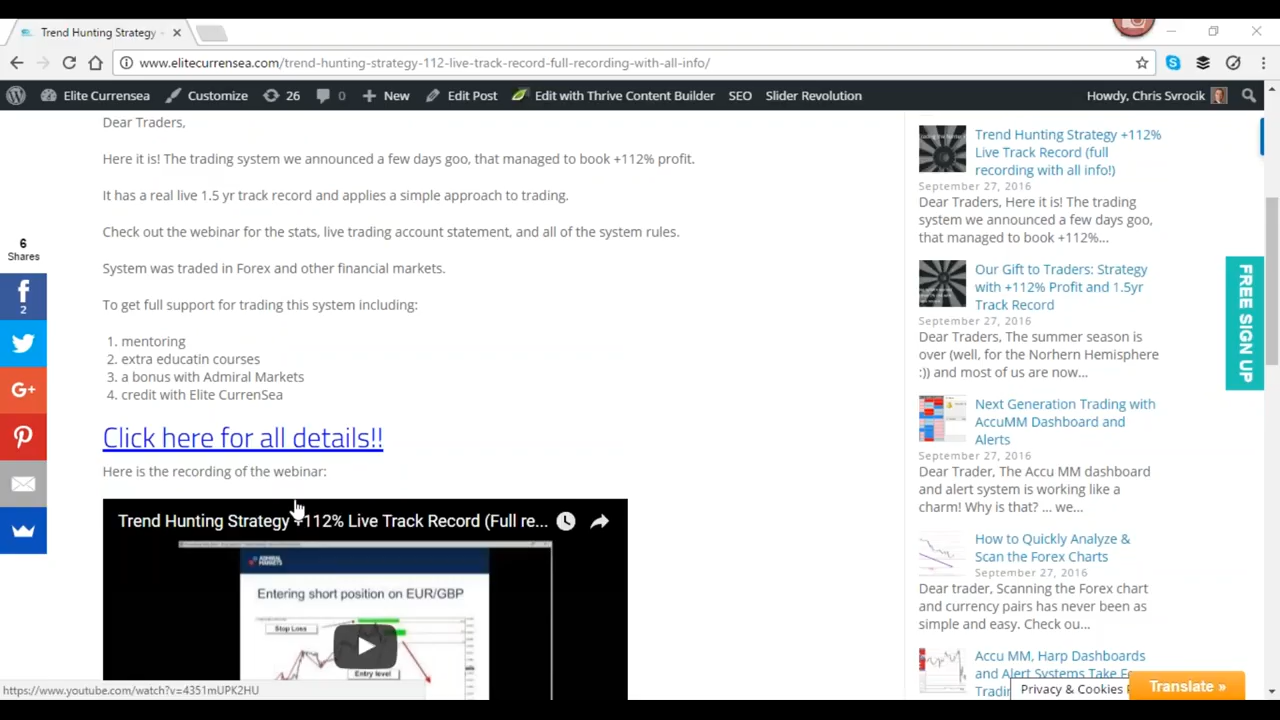 Trend Hunting Strategy
www.elitecurrensea.com/trend-hunting-strategy-112-live-track-record-full-recording-with-all-info/
Elite Currensea Customize 26 0 New Edit Post Edit with Thrive Content Builder SEO Slider Revolution Howdy, Chris Svrocik
Dear Traders,
Here it is! The trading system we announced a few days goo, that managed to book +112% profit.
It has a real live 1.5 yr track record and applies a simple approach to trading.
Check out the webinar for the stats, live trading account statement, and all of the system rules.
System was traded in Forex and other financial markets.
To get full support for trading this system including:
1. mentoring
2. extra educatin courses
3. a bonus with Admiral Markets
4. credit with Elite CurrenSea
Click here for all details!!
Here is the recording of the webinar:
Trend Hunting Strategy +112% Live Track Record (Full re...
ADMIRAL
MARKETS
Entering short position on EUR/GBP
Stop Loss
Entry level
https://www.youtube.com/watch?v=4351mUPK2HU
6
Shares
f
2
G+
Trend Hunting Strategy +112%
Live Track Record (full
recording with all info!)
September 27, 2016
Dear Traders, Here it is! The trading
system we announced a few days goo,
that managed to book +112%...
Our Gift to Traders: Strategy
with +112% Profit and 1.5yr
Track Record
September 27, 2016
Dear Traders, The summer season is
over (well, for the Norhern Hemisphere
:)) and most of us are now...
Next Generation Trading with
AccuMM Dashboard and
Alerts
September 27, 2016
Dear Trader, The Accu MM dashboard
and alert system is working like a
charm! Why is that? ... we...
How to Quickly Analyze &
Scan the Forex Charts
September 27, 2016
Dear trader, Scanning the Forex chart
and currency pairs has never been as
simple and easy. Check ou...
Accu MM, Harp Dashboards
and Alert Systems Take
Privacy & Cookies
Translate »
FREE SIGN UP